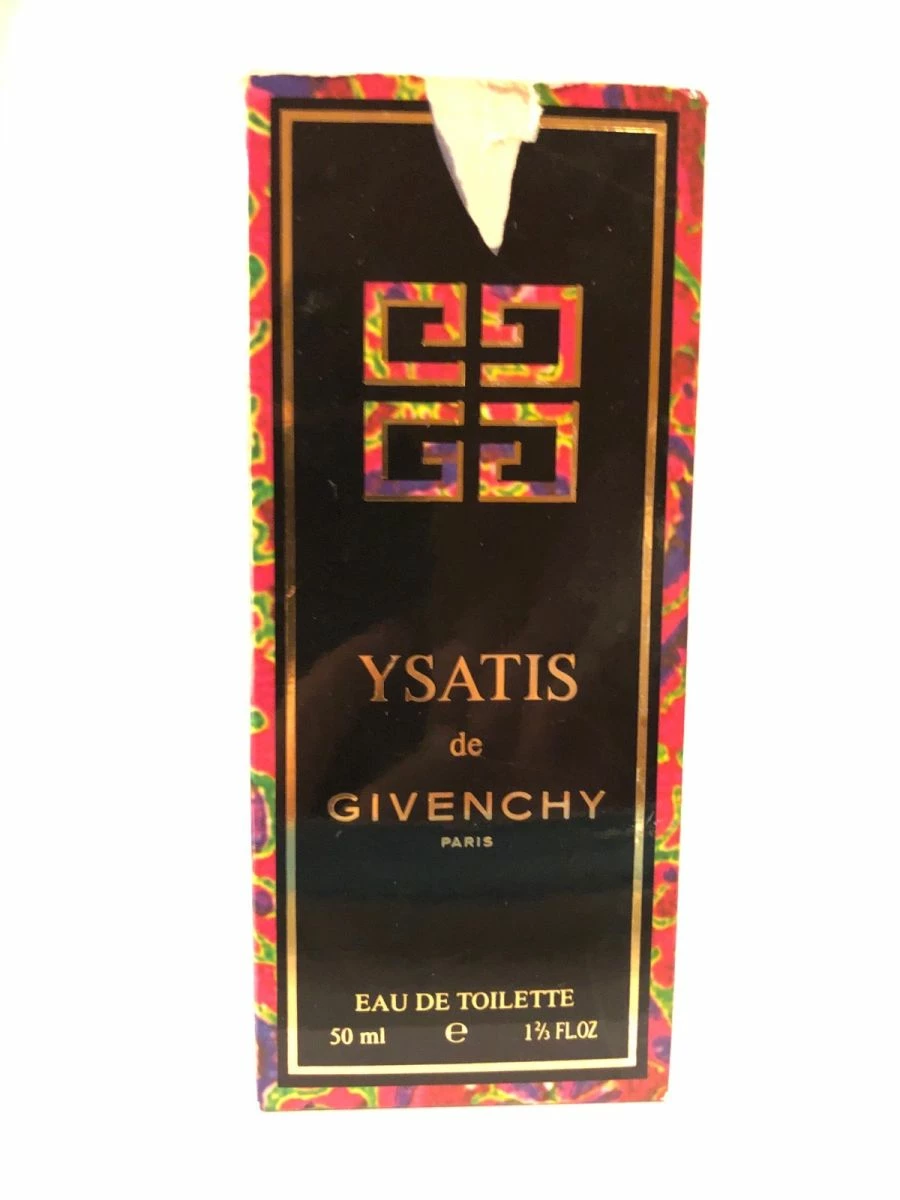 YSATIS
de
GIVENCHY
PARIS
EAU DE TOILETTE
50 ml ℮ 1⅔ FL.OZ